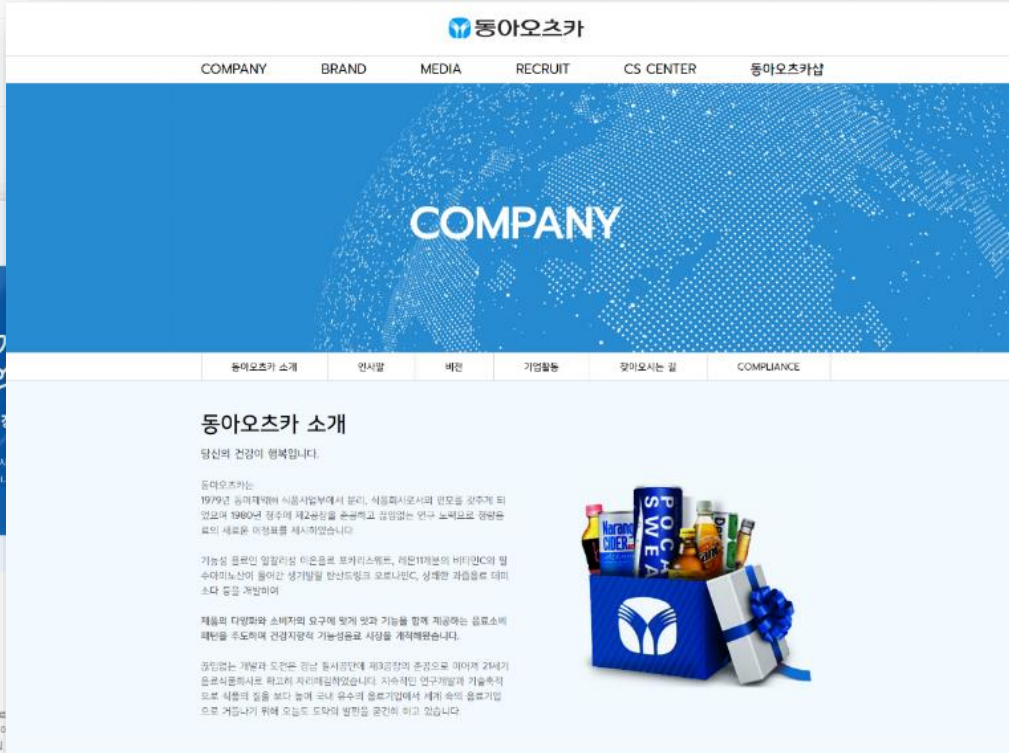 동아오츠카
COMPANY BRAND MEDIA RECRUIT CS CENTER 동아오츠카샵
COMPANY
동아오츠카 소개 인사말 비전 기업활동 찾아오시는 길 COMPLIANCE
동아오츠카 소개
당신의 건강이 행복입니다.
동아오츠카는
1979년 동아제약㈜ 식품사업부에서 분리, 식품회사로서의 면모를 갖추게 되
었으며 1980년 청주에 제2공장을 준공하고 끊임없는 연구 노력으로 청량음
료의 새로운 이정표를 제시하였습니다.
기능성 음료인 알칼리성 이온음료 포카리스웨트, 레몬11개분의 비타민C와 필
수아미노산이 들어간 생기발랄 탄산드링크 오로나민C, 상쾌한 과즙음료 데미
소다 등을 개발하여
제품의 다양화와 소비자의 요구에 맞게 맛과 기능을 함께 제공하는 음료소비
패턴을 주도하며 건강지향적 기능성음료 시장을 개척해왔습니다.
끊임없는 개발과 도전은 경남 칠서공단에 제3공장의 준공으로 이어져 21세기
음료식품회사로 확고히 자리매김하였습니다. 지속적인 연구개발과 기술축적
으로 식품의 질을 보다 높여 국내 유수의 음료기업에서 세계 속의 음료기업
으로 거듭나기 위해 오늘도 도약의 발판을 굳건히 하고 있습니다.
POCA
SWEA
Narang
CIDER